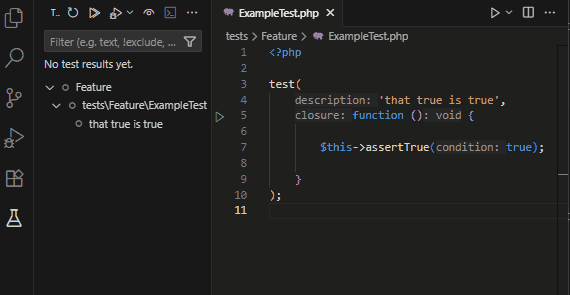 T...
ExampleTest.php
Filter (e.g. text, !exclude, ...
No test results yet.
Feature
tests\Feature\ExampleTest
that true is true
tests > Feature > ExampleTest.php
1 <?php
2
3 test(
4 description: 'that true is true',
5 closure: function (): void {
6
7 $this->assertTrue(condition: true);
8
9 }
10 );
11